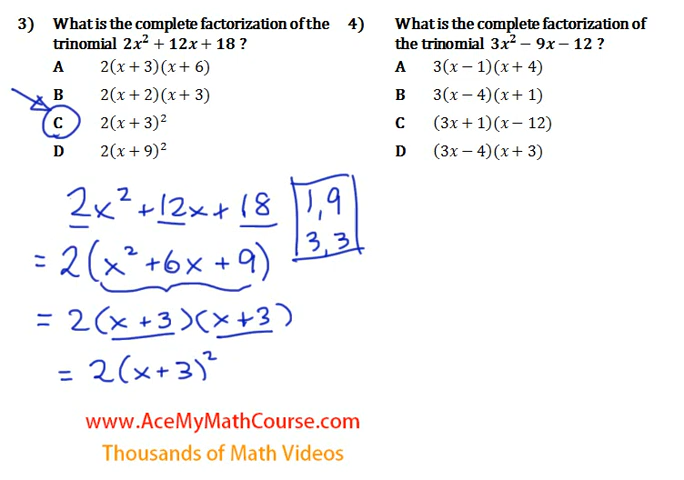 3) What is the complete factorization of the
trinomial 2x² + 12x + 18 ?
A 2(x + 3)(x + 6)
B 2(x + 2)(x + 3)
C 2(x + 3)²
D 2(x + 9)²
2x² + 12x + 18
1, 9
3, 3
= 2(x² + 6x + 9)
= 2(x + 3)(x + 3)
= 2(x + 3)²
4) What is the complete factorization of
the trinomial 3x² − 9x − 12 ?
A 3(x − 1)(x + 4)
B 3(x − 4)(x + 1)
C (3x + 1)(x − 12)
D (3x − 4)(x + 3)
www.AceMyMathCourse.com
Thousands of Math Videos